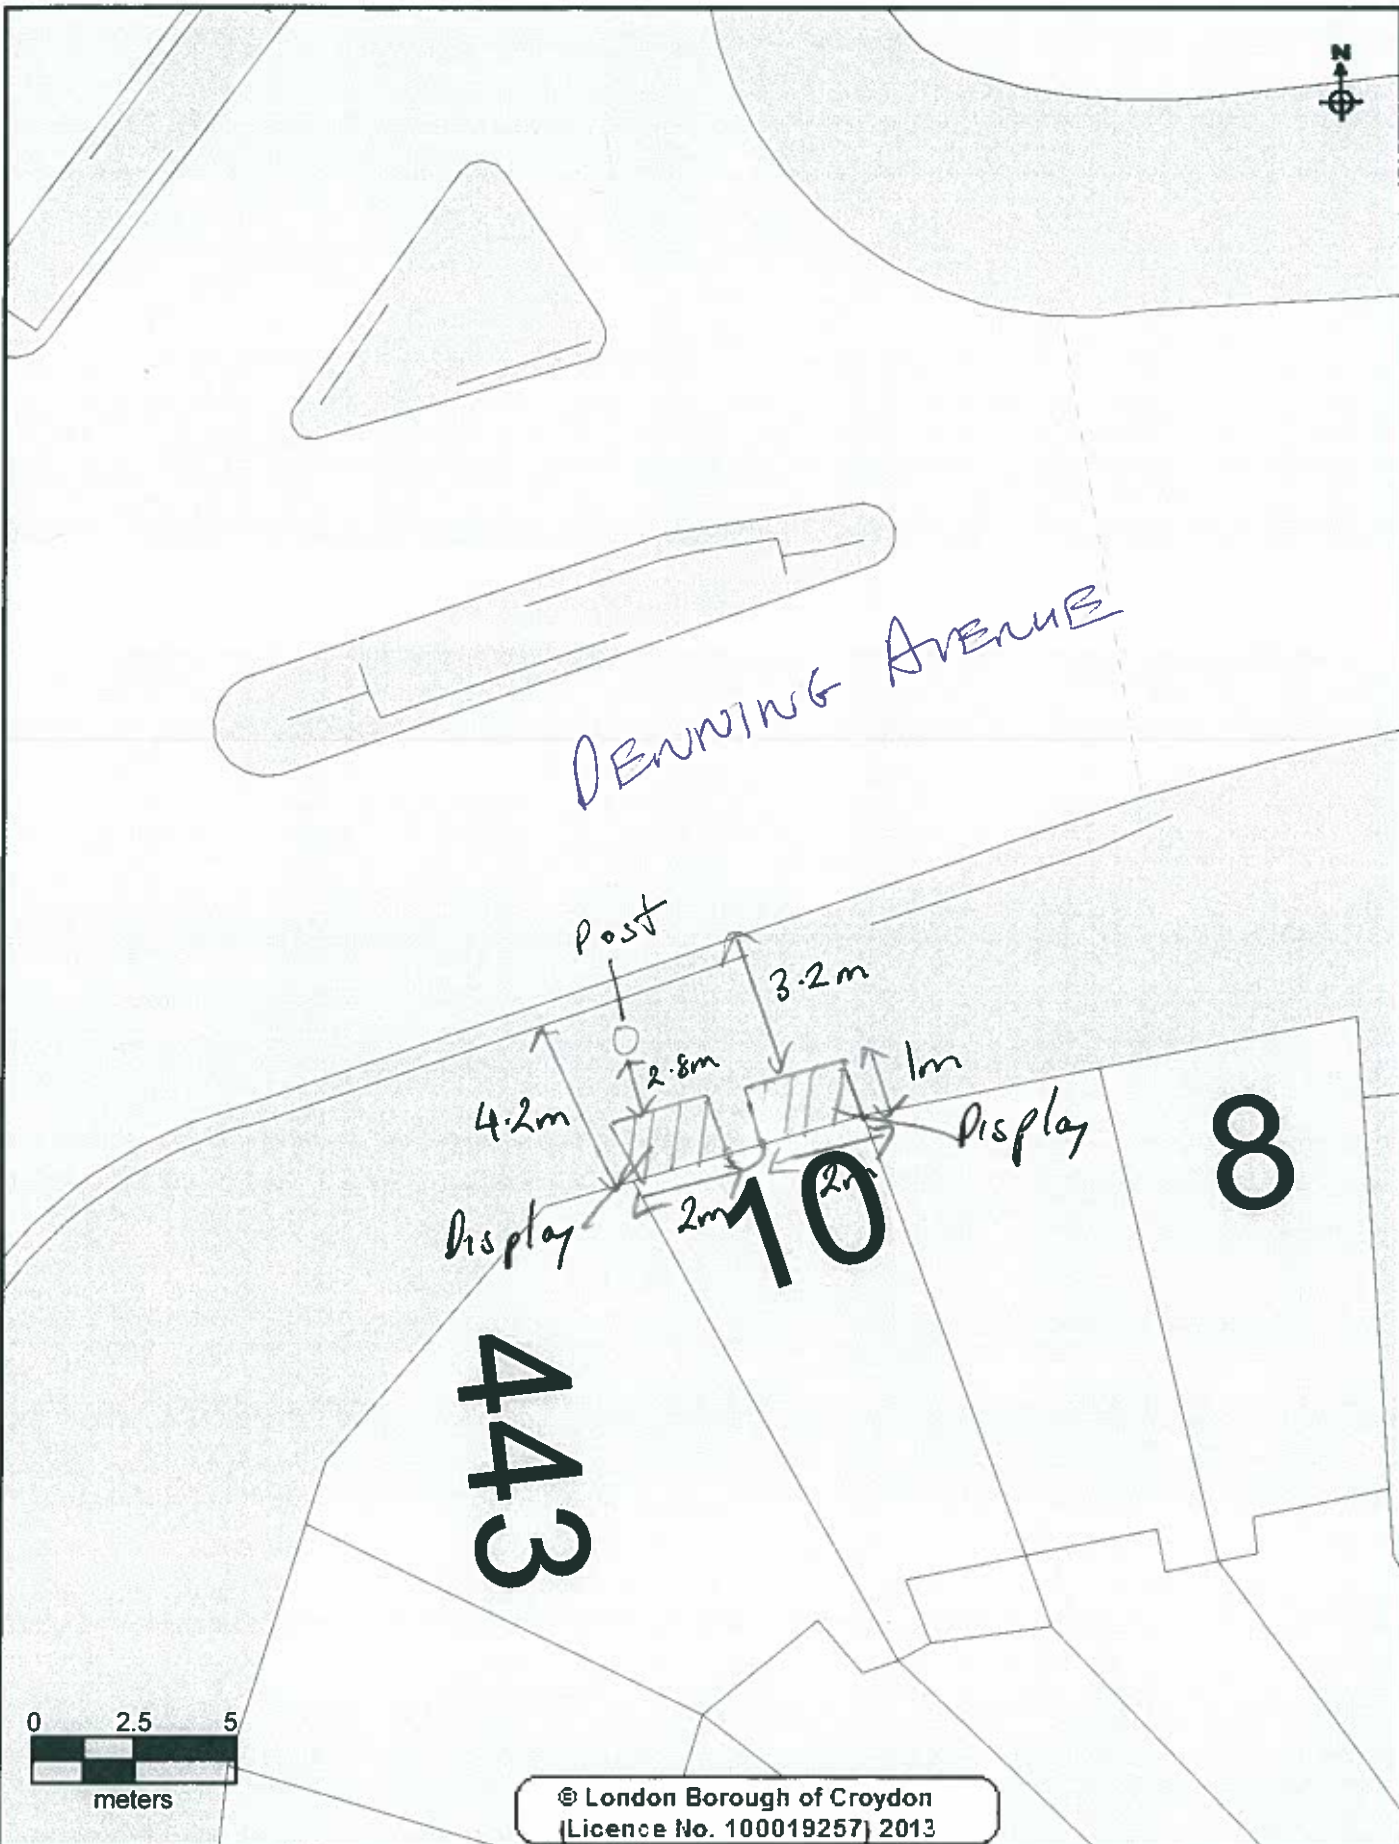 N
DENNING AVENUE
Post
3.2m
2.8m
1m
4.2m
Display
8
2m
2m
10
Display
443
0 2.5 5
meters
© London Borough of Croydon
(Licence No. 100019257) 2013